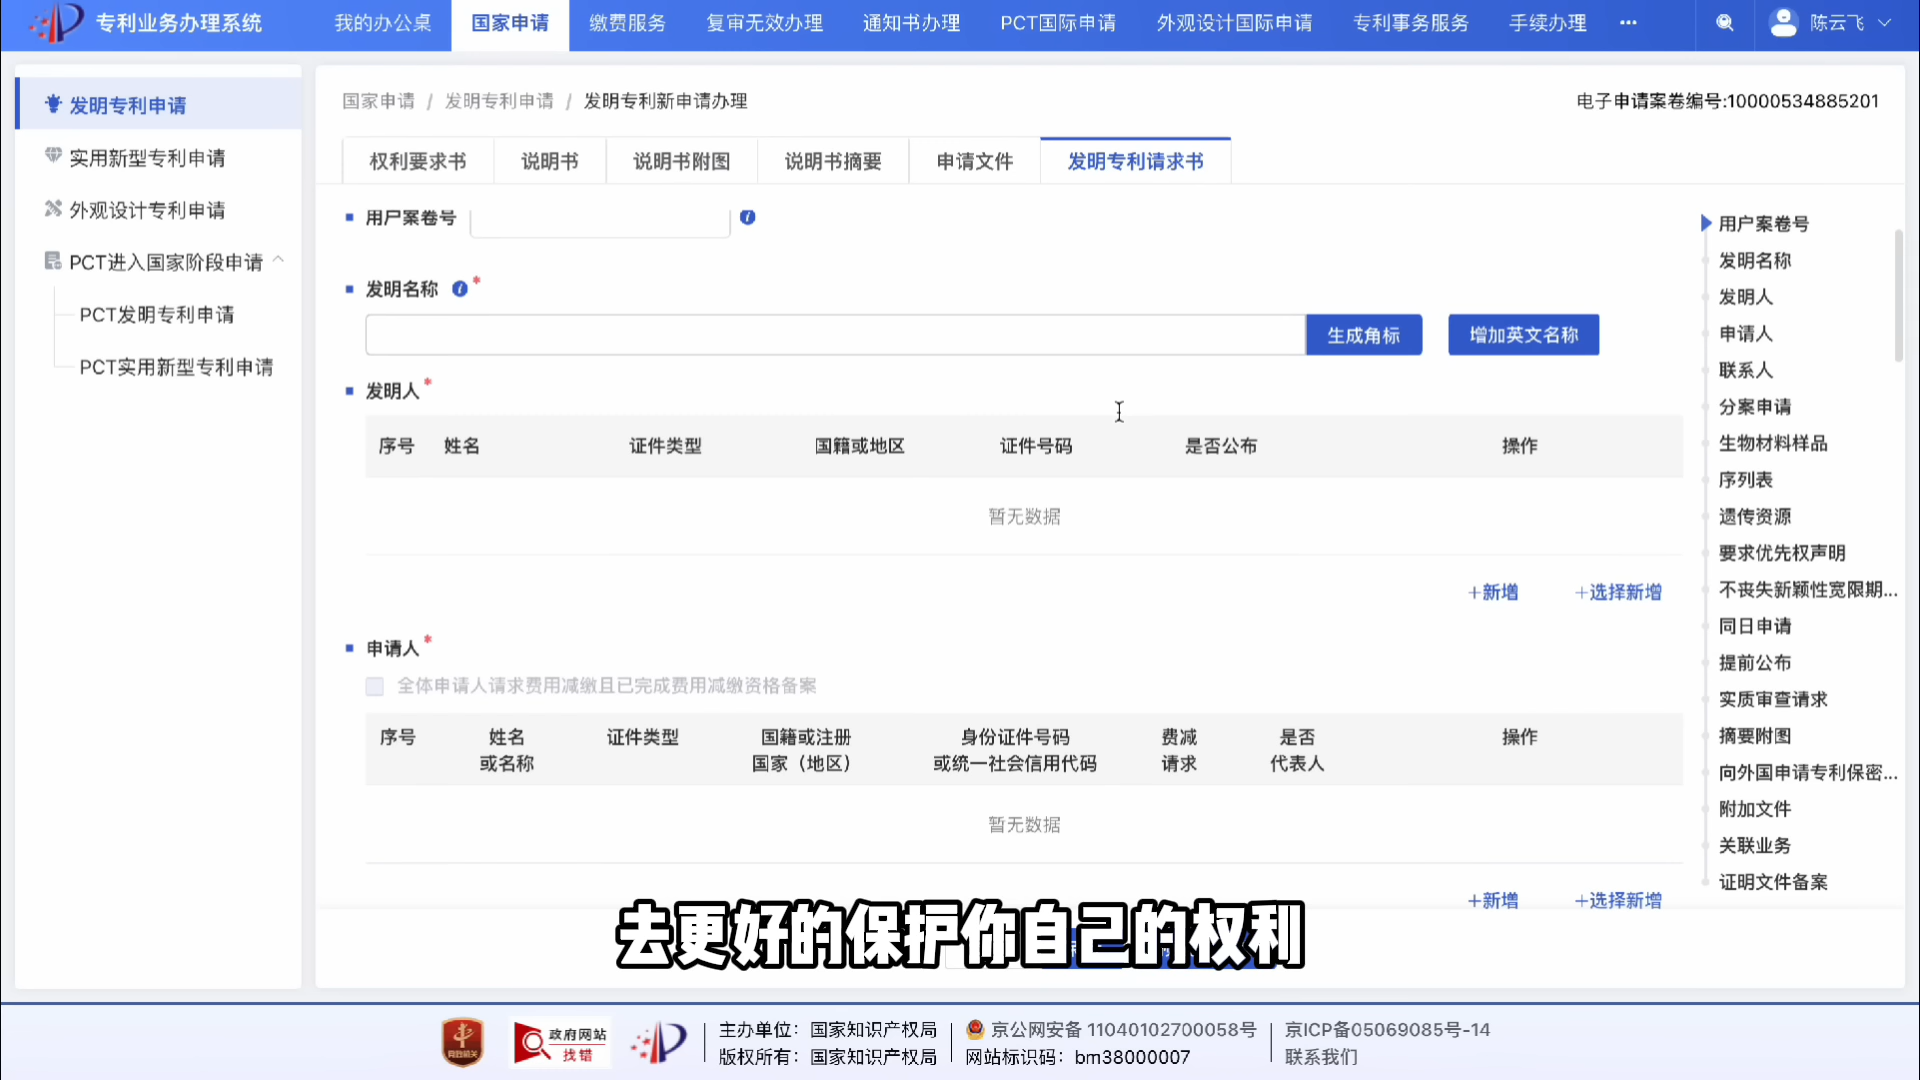 专利业务办理系统
我的办公桌 国家申请 缴费服务 复审无效办理 通知书办理 PCT国际申请 外观设计国际申请 专利事务服务 手续办理 ··· 陈云飞
发明专利申请
实用新型专利申请
外观设计专利申请
PCT进入国家阶段申请
PCT发明专利申请
PCT实用新型专利申请
国家申请 / 发明专利申请 / 发明专利新申请办理
电子申请案卷编号:10000534885201
权利要求书 说明书 说明书附图 说明书摘要 申请文件 发明专利请求书
用户案卷号
发明名称 *
生成角标 增加英文名称
发明人 *
序号 姓名 证件类型 国籍或地区 证件号码 是否公布 操作
暂无数据
+新增 +选择新增
申请人 *
全体申请人请求费用减缴且已完成费用减缴资格备案
序号 姓名或名称 证件类型 国籍或注册国家（地区） 身份证件号码或统一社会信用代码 费减请求 是否代表人 操作
暂无数据
+新增 +选择新增
用户案卷号
发明名称
发明人
申请人
联系人
分案申请
生物材料样品
序列表
遗传资源
要求优先权声明
不丧失新颖性宽限期...
同日申请
提前公布
实质审查请求
摘要附图
向外国申请专利保密...
附加文件
关联业务
证明文件备案
去更好的保护你自己的权利
政府网站
找错
主办单位：国家知识产权局
版权所有：国家知识产权局
京公网安备 11040102700058号
网站标识码：bm38000007
京ICP备05069085号-14
联系我们